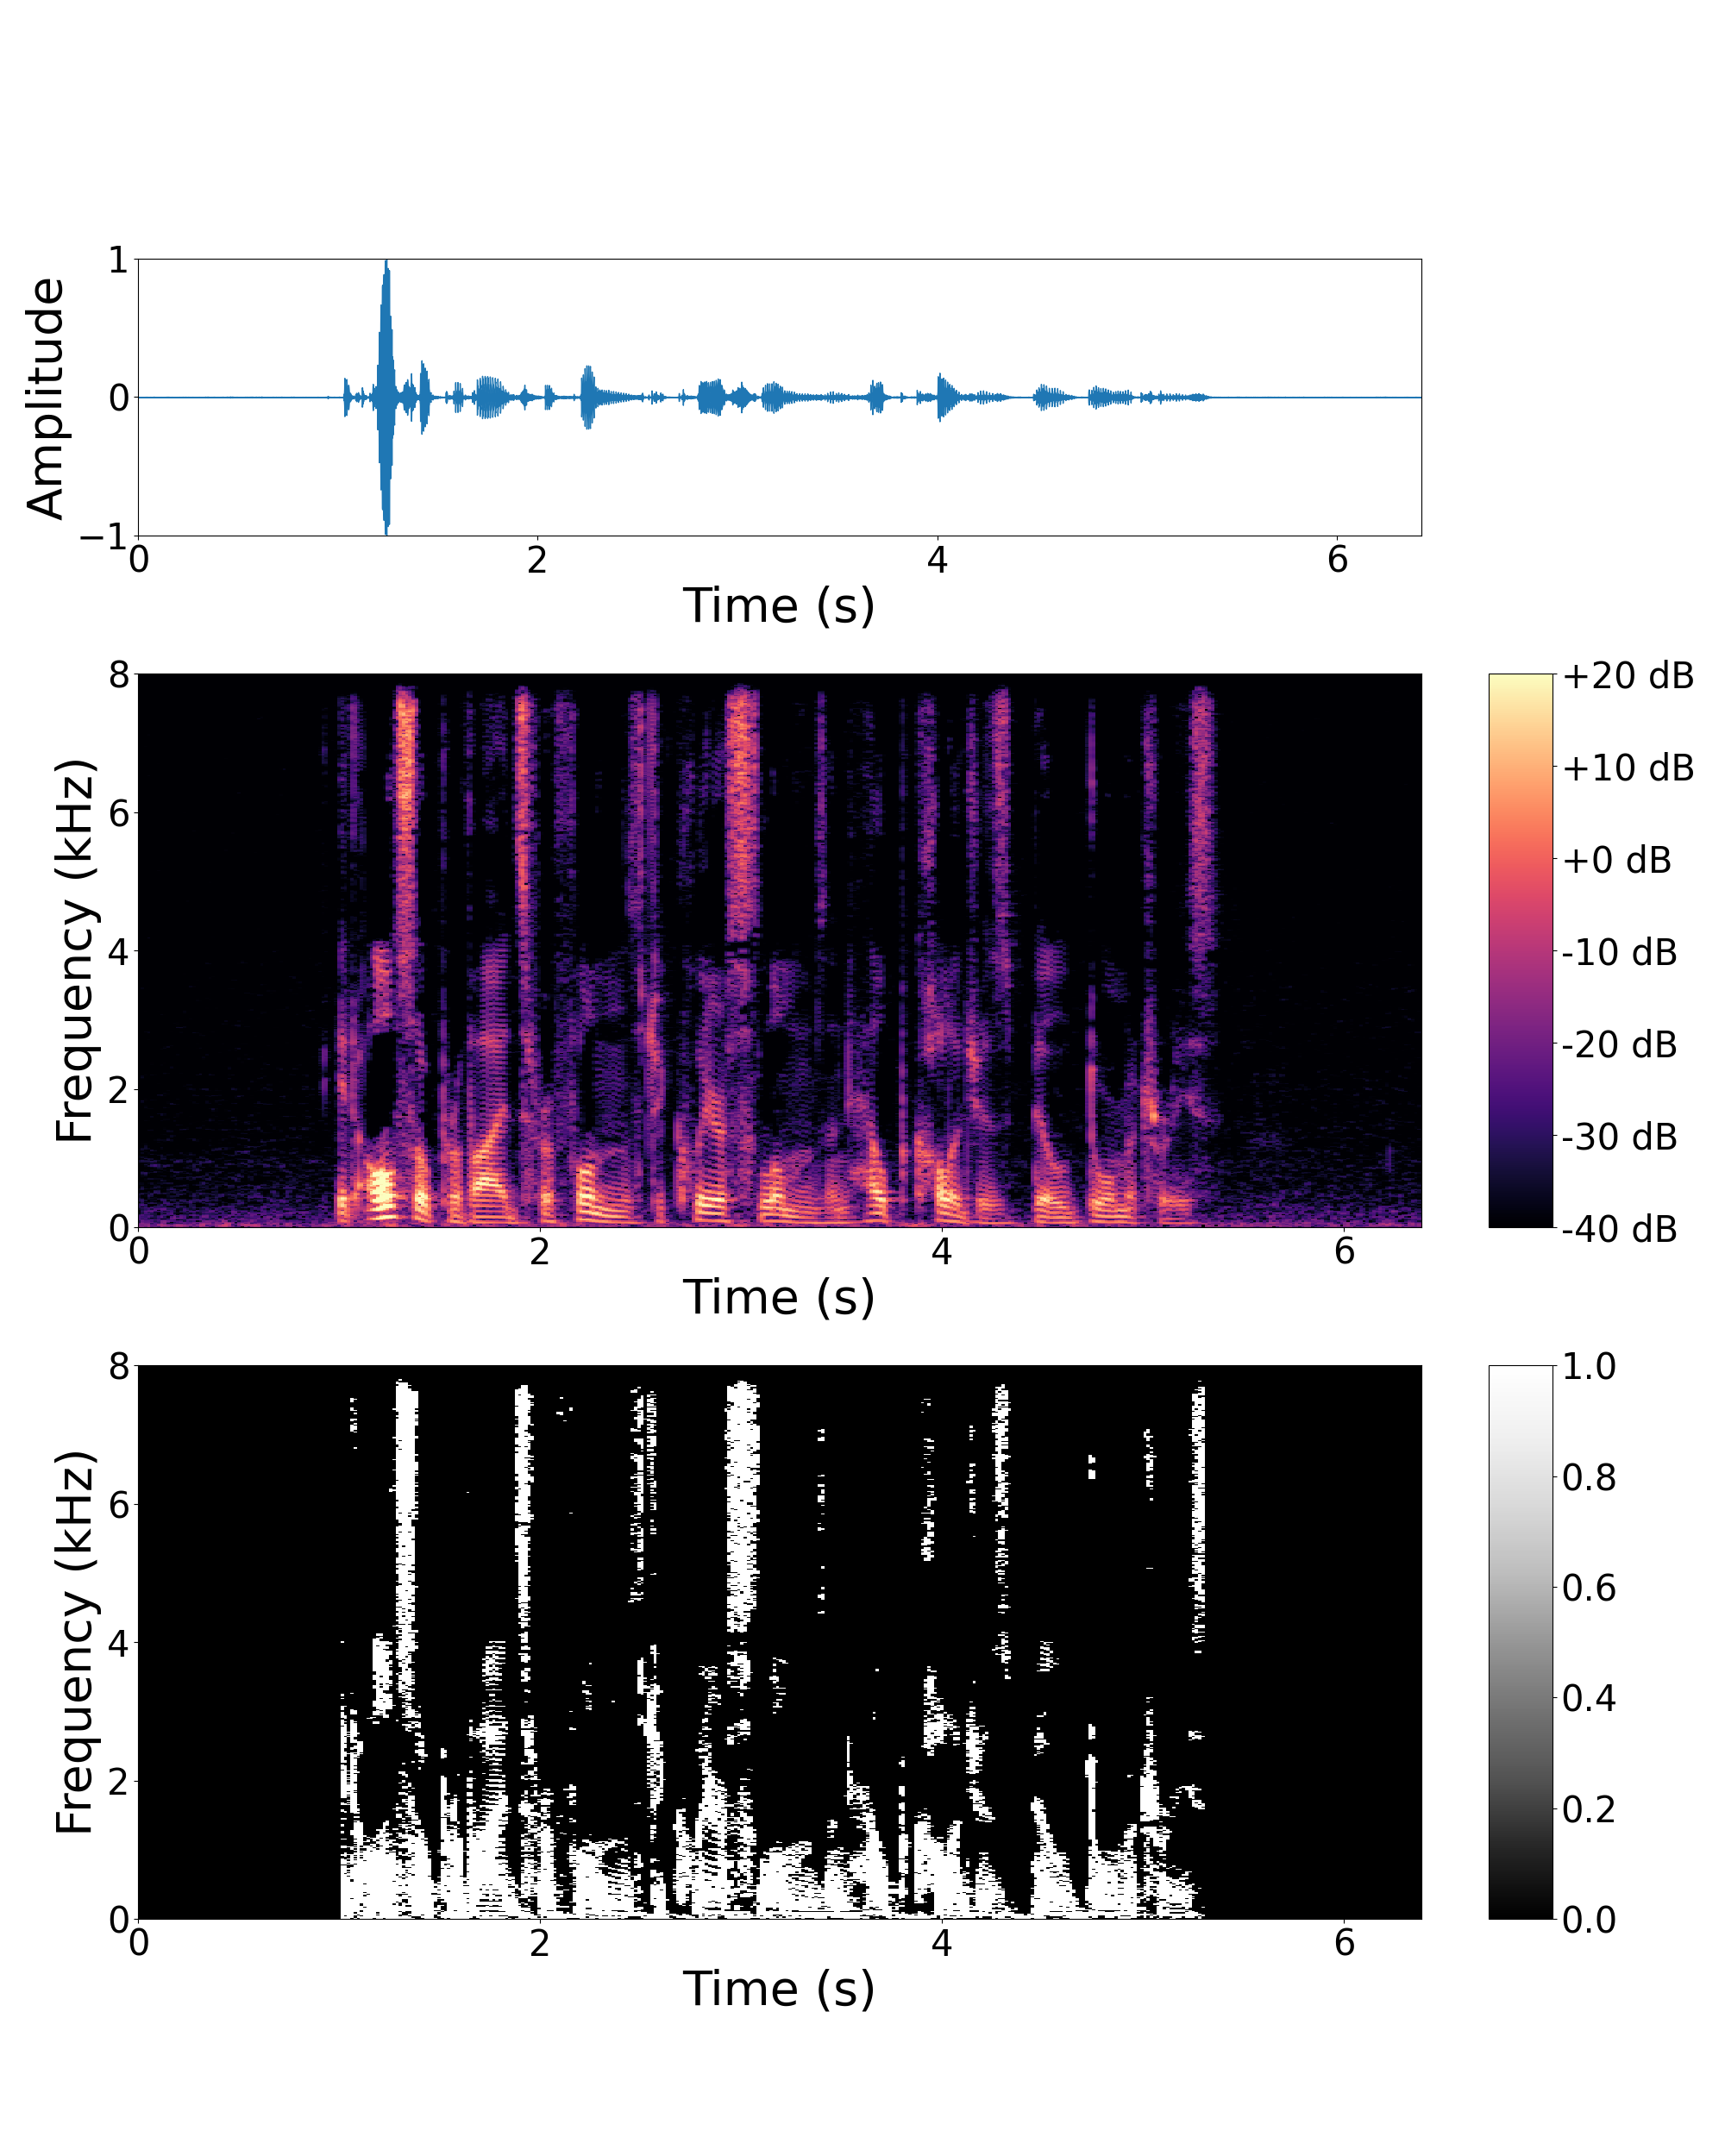 1
0
−1
Amplitude
0 2 4 6
Time (s)
8
6
4
2
0
Frequency (kHz)
0 2 4 6
Time (s)
+20 dB
+10 dB
+0 dB
-10 dB
-20 dB
-30 dB
-40 dB
8
6
4
2
0
Frequency (kHz)
0 2 4 6
Time (s)
1.0
0.8
0.6
0.4
0.2
0.0